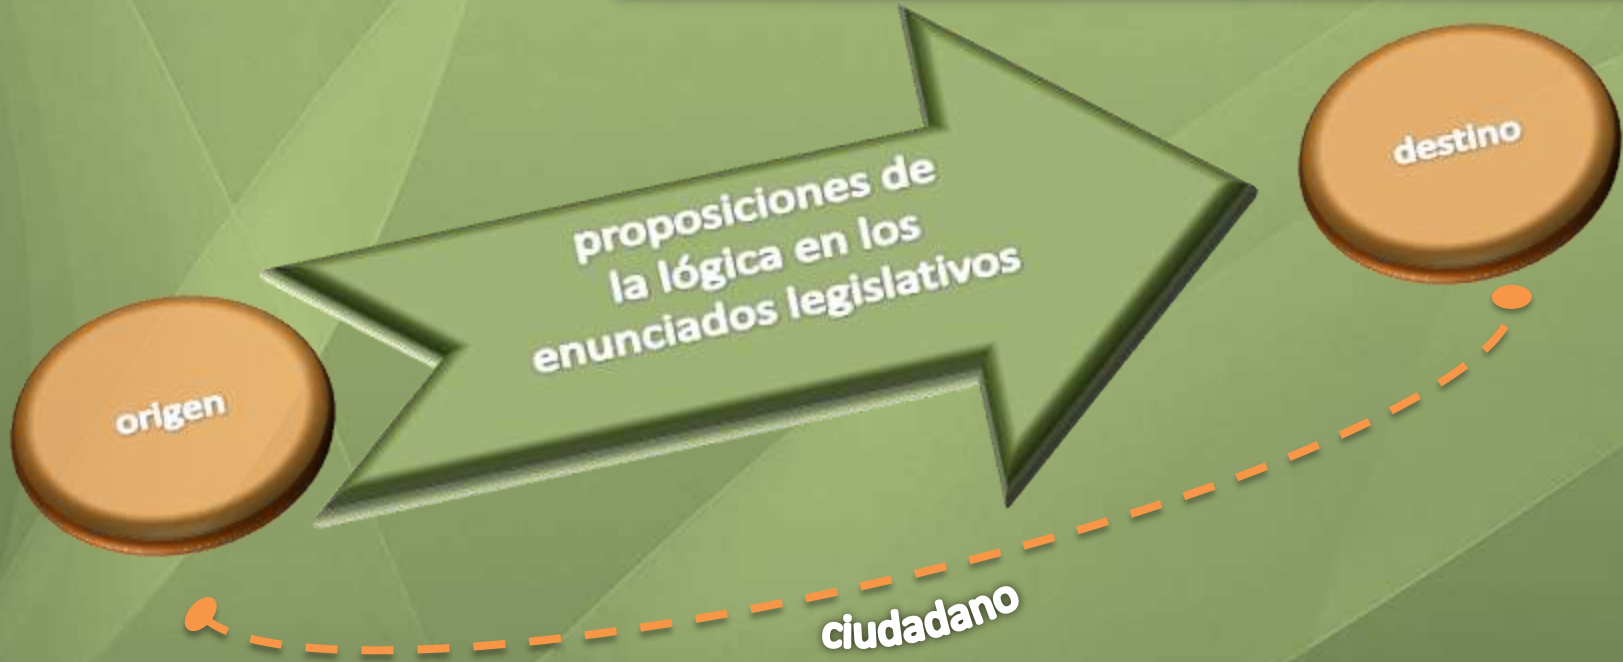 origen
proposiciones de
la lógica en los
enunciados legislativos
destino
ciudadano